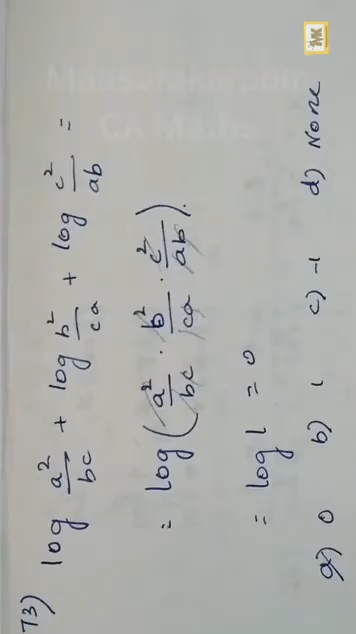 73) log a²/bc + log b²/ca + log c²/ab =
= log(a²/bc · b²/ca · c²/ab).
= log 1 = 0
a) 0 b) 1 c) -1 d) None
MK